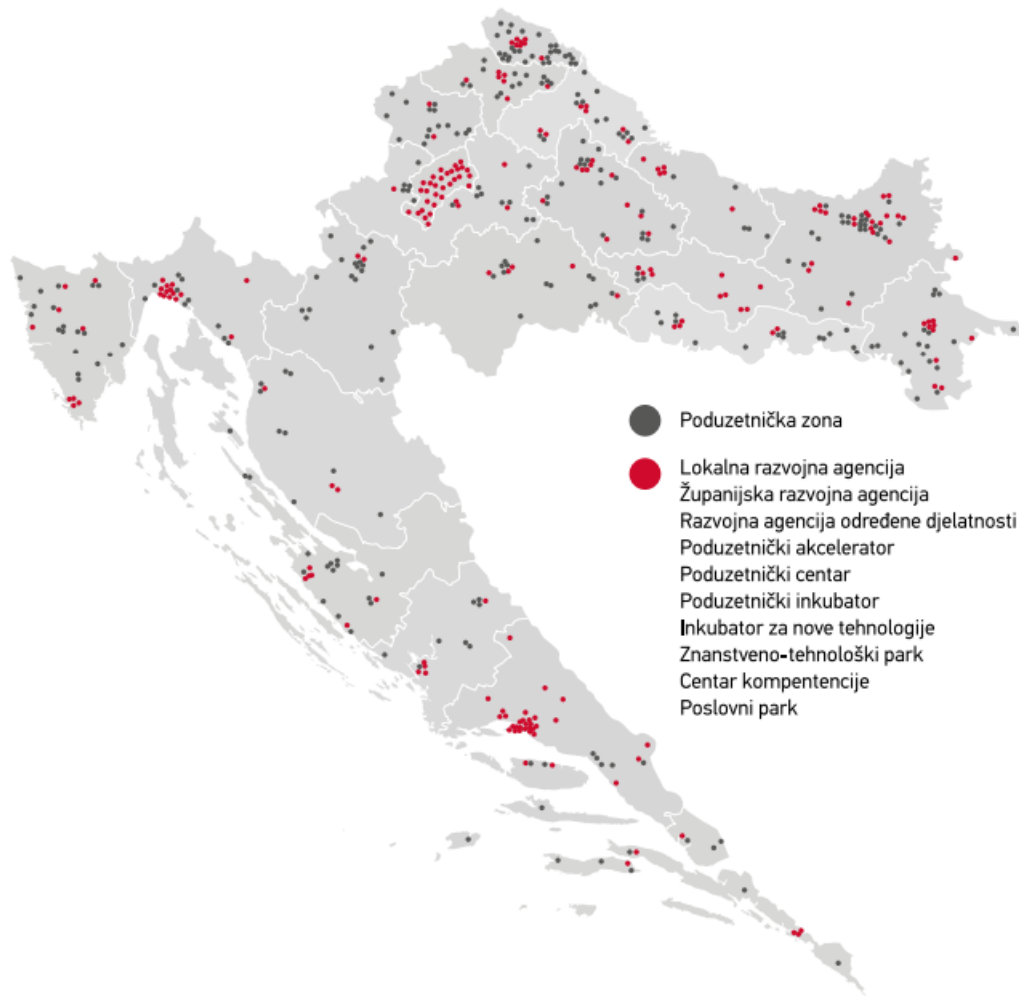 Poduzetnička zona
Lokalna razvojna agencija
Županijska razvojna agencija
Razvojna agencija određene djelatnosti
Poduzetnički akcelerator
Poduzetnički centar
Poduzetnički inkubator
Inkubator za nove tehnologije
Znanstveno-tehnološki park
Centar kompentencije
Poslovni park